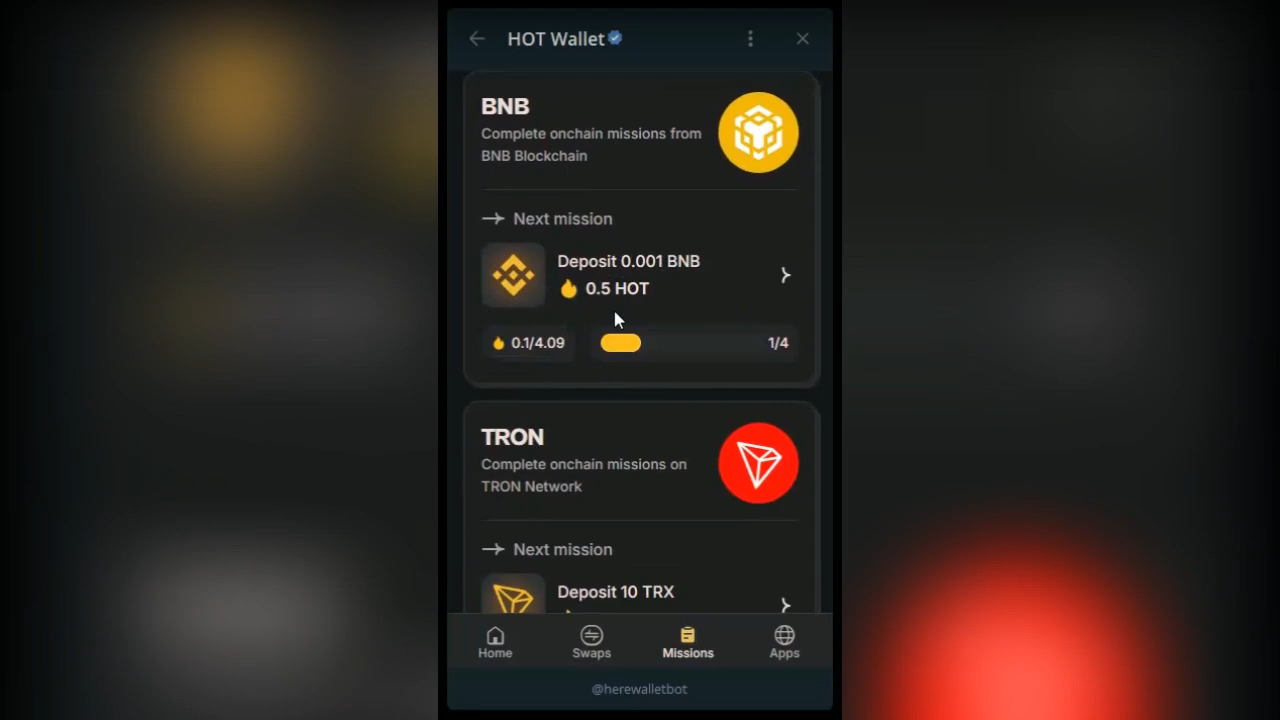 HOT Wallet
BNB
Complete onchain missions from
BNB Blockchain
Next mission
Deposit 0.001 BNB
0.5 HOT
0.1/4.09
1/4
TRON
Complete onchain missions on
TRON Network
Next mission
Deposit 10 TRX
Home
Swaps
Missions
Apps
@herewalletbot